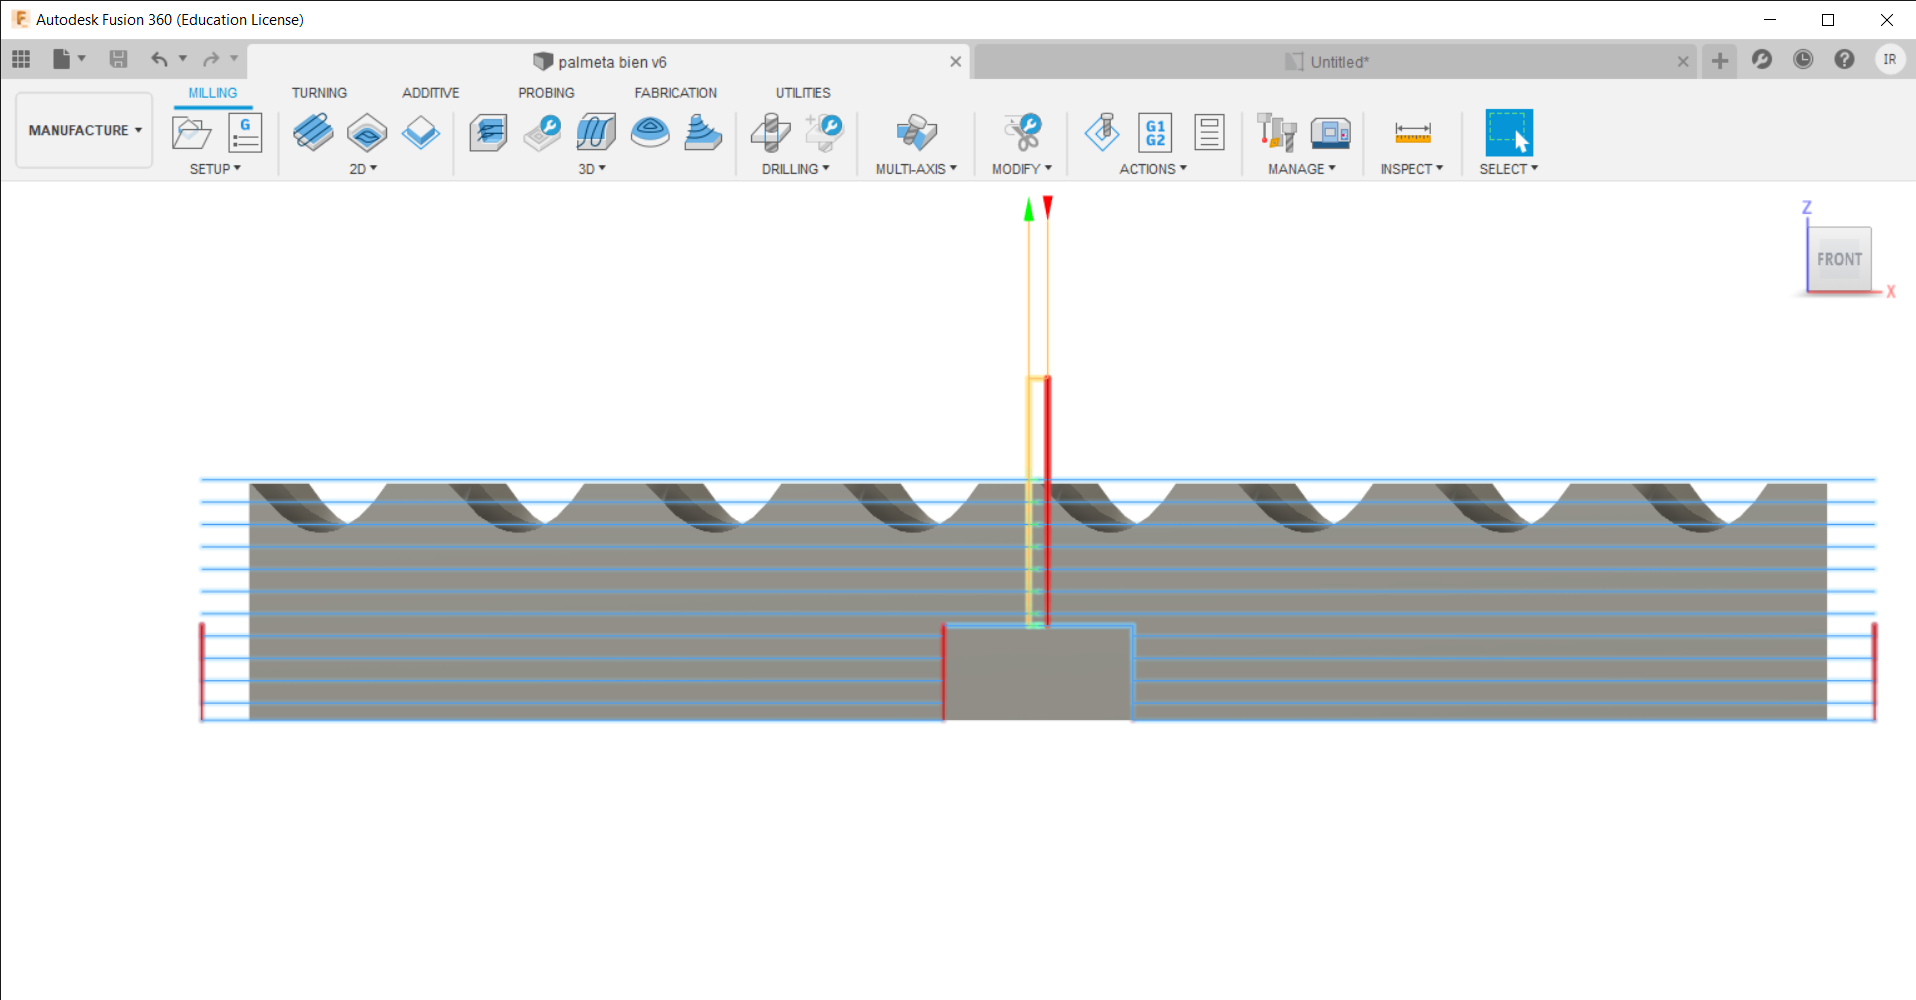 Autodesk Fusion 360 (Education License)
palmeta bien v6
Untitled*
IR
MILLING TURNING ADDITIVE PROBING FABRICATION UTILITIES
MANUFACTURE
G
G1
G2
SETUP 2D 3D DRILLING MULTI-AXIS MODIFY ACTIONS MANAGE INSPECT SELECT
Z
FRONT
X